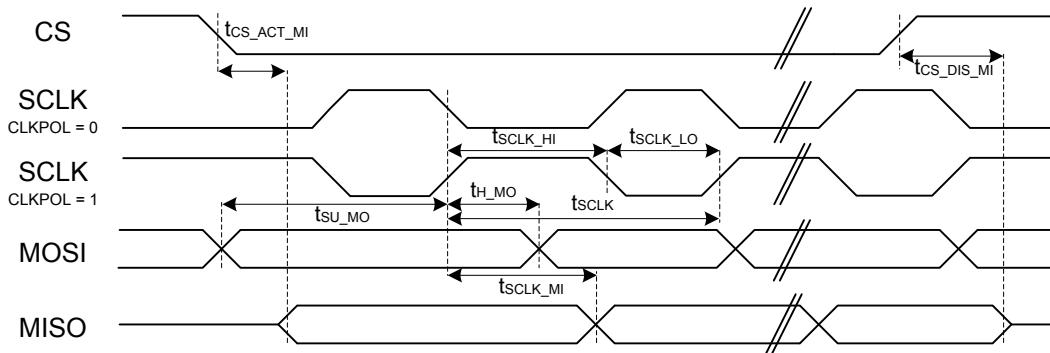 CS
tCS_ACT_MI
tCS_DIS_MI
SCLK
CLKPOL = 0
tSCLK_HI
tSCLK_LO
SCLK
CLKPOL = 1
tSU_MO
tH_MO
tSCLK
MOSI
tSCLK_MI
MISO